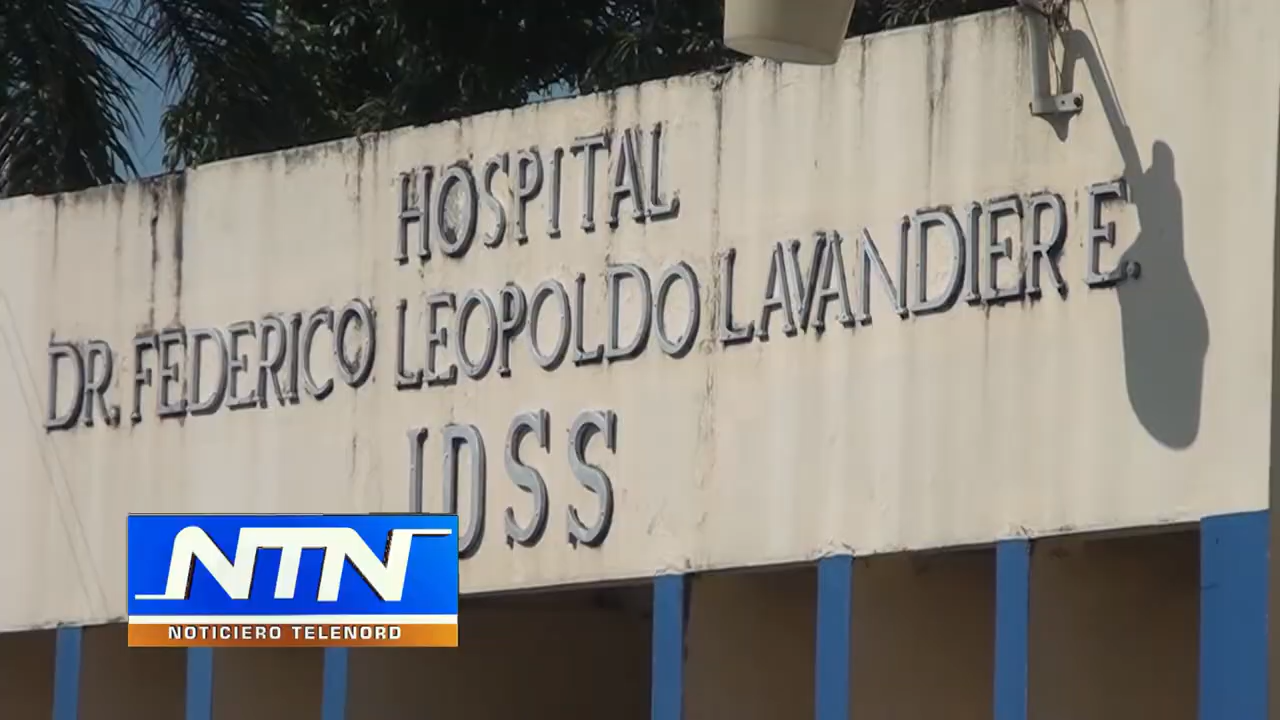 HOSPITAL
DR. FEDERICO LEOPOLDO LAVANDIER E.
IDSS
NTN
NOTICIERO TELENORD